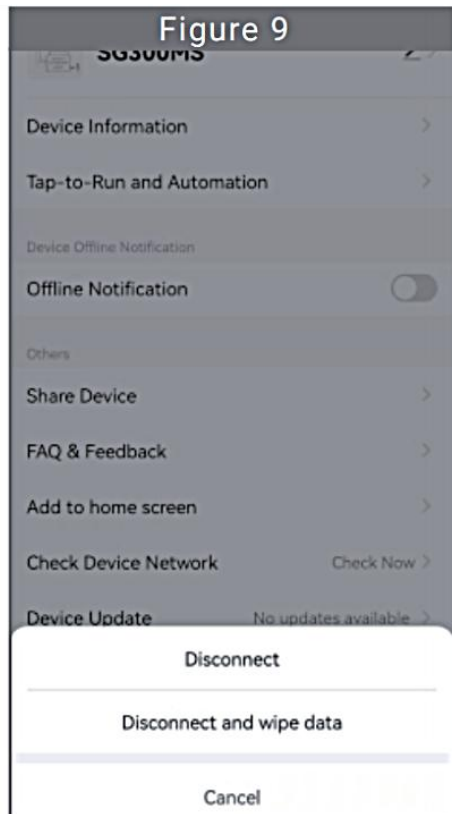 Figure 9
SG300MS
Device Information
Tap-to-Run and Automation
Device Offline Notification
Offline Notification
Others
Share Device
FAQ & Feedback
Add to home screen
Check Device Network Check Now
Device Update No updates available
Disconnect
Disconnect and wipe data
Cancel